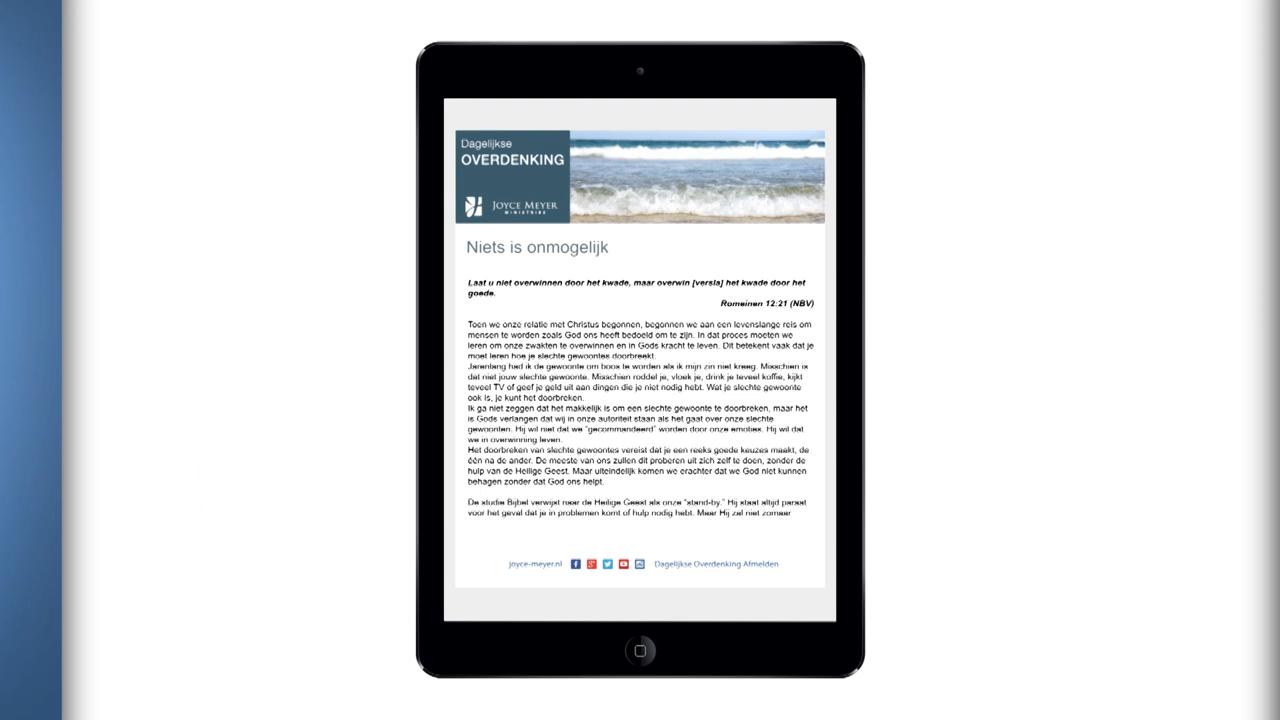 Dagelijkse
OVERDENKING
JOYCE MEYER
MINISTRIES
Niets is onmogelijk
Laat u niet overwinnen door het kwade, maar overwin [versla] het kwade door het
goede.
Romeinen 12:21 (NBV)
Toen we onze relatie met Christus begonnen, begonnen we aan een levenslange reis om
mensen te worden zoals God ons heeft bedoeld om te zijn. In dat proces moeten we
leren om onze zwakten te overwinnen en in Gods kracht te leven. Dit betekent vaak dat je
moet leren hoe je slechte gewoontes doorbreekt.
Jarenlang had ik de gewoonte om boos te worden als ik mijn zin niet kreeg. Misschien is
dat niet jouw slechte gewoonte. Misschien roddel je, vloek je, drink je teveel koffie, kijkt
teveel TV of geef je geld uit aan dingen die je niet nodig hebt. Wat je slechte gewoonte
ook is, je kunt het doorbreken.
Ik ga niet zeggen dat het makkelijk is om een slechte gewoonte te doorbreken, maar het
is Gods verlangen dat wij in onze autoriteit staan als het gaat over onze slechte
gewoonten. Hij wil niet dat we “gecommandeerd” worden door onze emoties. Hij wil dat
we in overwinning leven.
Het doorbreken van slechte gewoontes vereist dat je een reeks goede keuzes maakt, de
één na de ander. De meeste van ons zullen dit proberen uit zich zelf te doen, zonder de
hulp van de Heilige Geest. Maar uiteindelijk komen we erachter dat we God niet kunnen
behagen zonder dat God ons helpt.
De studie Bijbel verwijst naar de Heilige Geest als onze “stand-by.” Hij staat altijd paraat
voor het geval dat je in problemen komt of hulp nodig hebt. Maar Hij zal niet zomaar
joyce-meyer.nl Dagelijkse Overdenking Afmelden